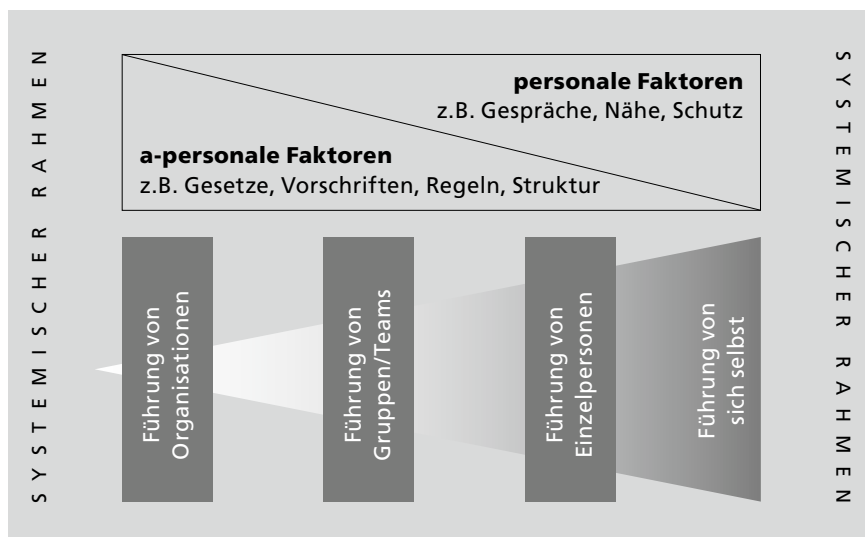 SYSTEMISCHER RAHMEN
personale Faktoren
z.B. Gespräche, Nähe, Schutz
a-personale Faktoren
z.B. Gesetze, Vorschriften, Regeln, Struktur
Führung von
Organisationen
Führung von
Gruppen/Teams
Führung von
Einzelpersonen
Führung von
sich selbst
SYSTEMISCHER RAHMEN